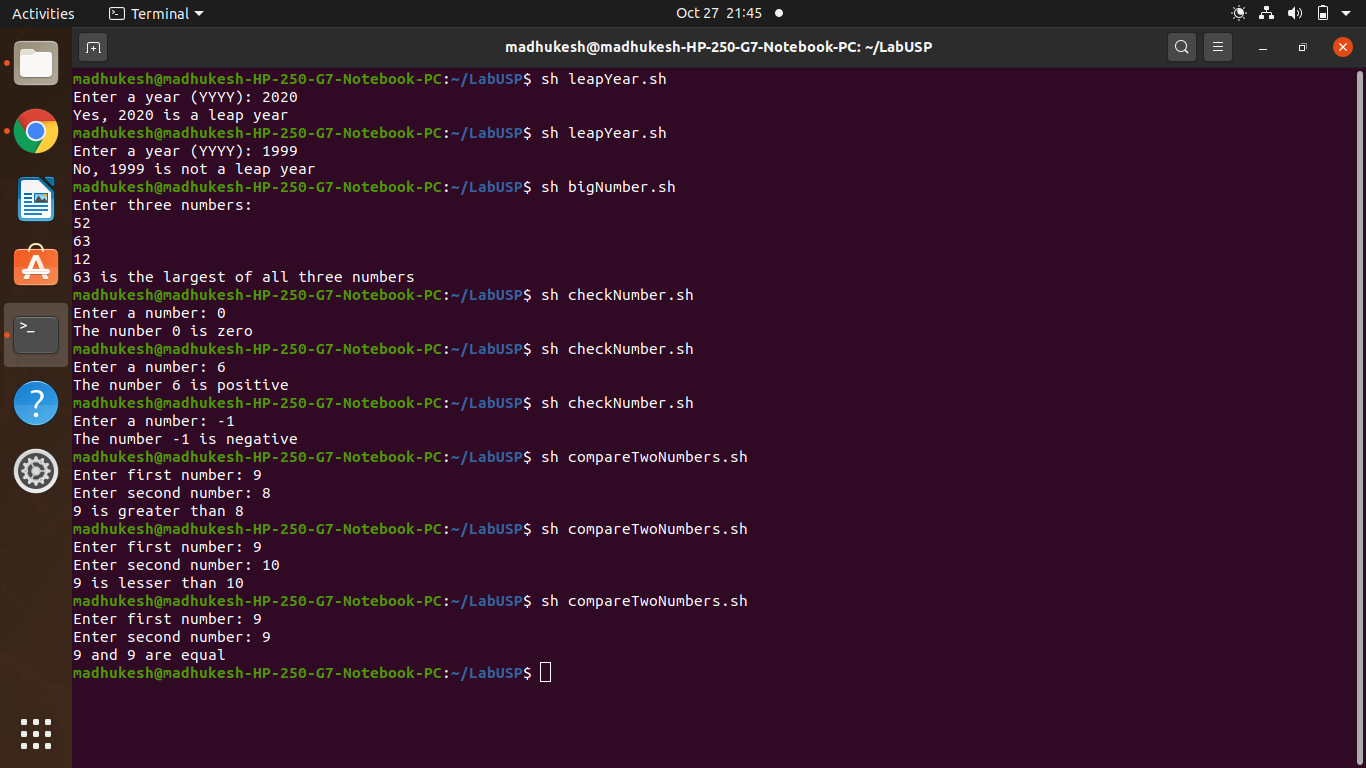 Activities
Terminal
Oct 27 21:45
madhukesh@madhukesh-HP-250-G7-Notebook-PC: ~/LabUSP
madhukesh@madhukesh-HP-250-G7-Notebook-PC:~/LabUSP$ sh leapYear.sh
Enter a year (YYYY): 2020
Yes, 2020 is a leap year
madhukesh@madhukesh-HP-250-G7-Notebook-PC:~/LabUSP$ sh leapYear.sh
Enter a year (YYYY): 1999
No, 1999 is not a leap year
madhukesh@madhukesh-HP-250-G7-Notebook-PC:~/LabUSP$ sh bigNumber.sh
Enter three numbers:
52
63
12
63 is the largest of all three numbers
madhukesh@madhukesh-HP-250-G7-Notebook-PC:~/LabUSP$ sh checkNumber.sh
Enter a number: 0
The nunber 0 is zero
madhukesh@madhukesh-HP-250-G7-Notebook-PC:~/LabUSP$ sh checkNumber.sh
Enter a number: 6
The number 6 is positive
madhukesh@madhukesh-HP-250-G7-Notebook-PC:~/LabUSP$ sh checkNumber.sh
Enter a number: -1
The number -1 is negative
madhukesh@madhukesh-HP-250-G7-Notebook-PC:~/LabUSP$ sh compareTwoNumbers.sh
Enter first number: 9
Enter second number: 8
9 is greater than 8
madhukesh@madhukesh-HP-250-G7-Notebook-PC:~/LabUSP$ sh compareTwoNumbers.sh
Enter first number: 9
Enter second number: 10
9 is lesser than 10
madhukesh@madhukesh-HP-250-G7-Notebook-PC:~/LabUSP$ sh compareTwoNumbers.sh
Enter first number: 9
Enter second number: 9
9 and 9 are equal
madhukesh@madhukesh-HP-250-G7-Notebook-PC:~/LabUSP$